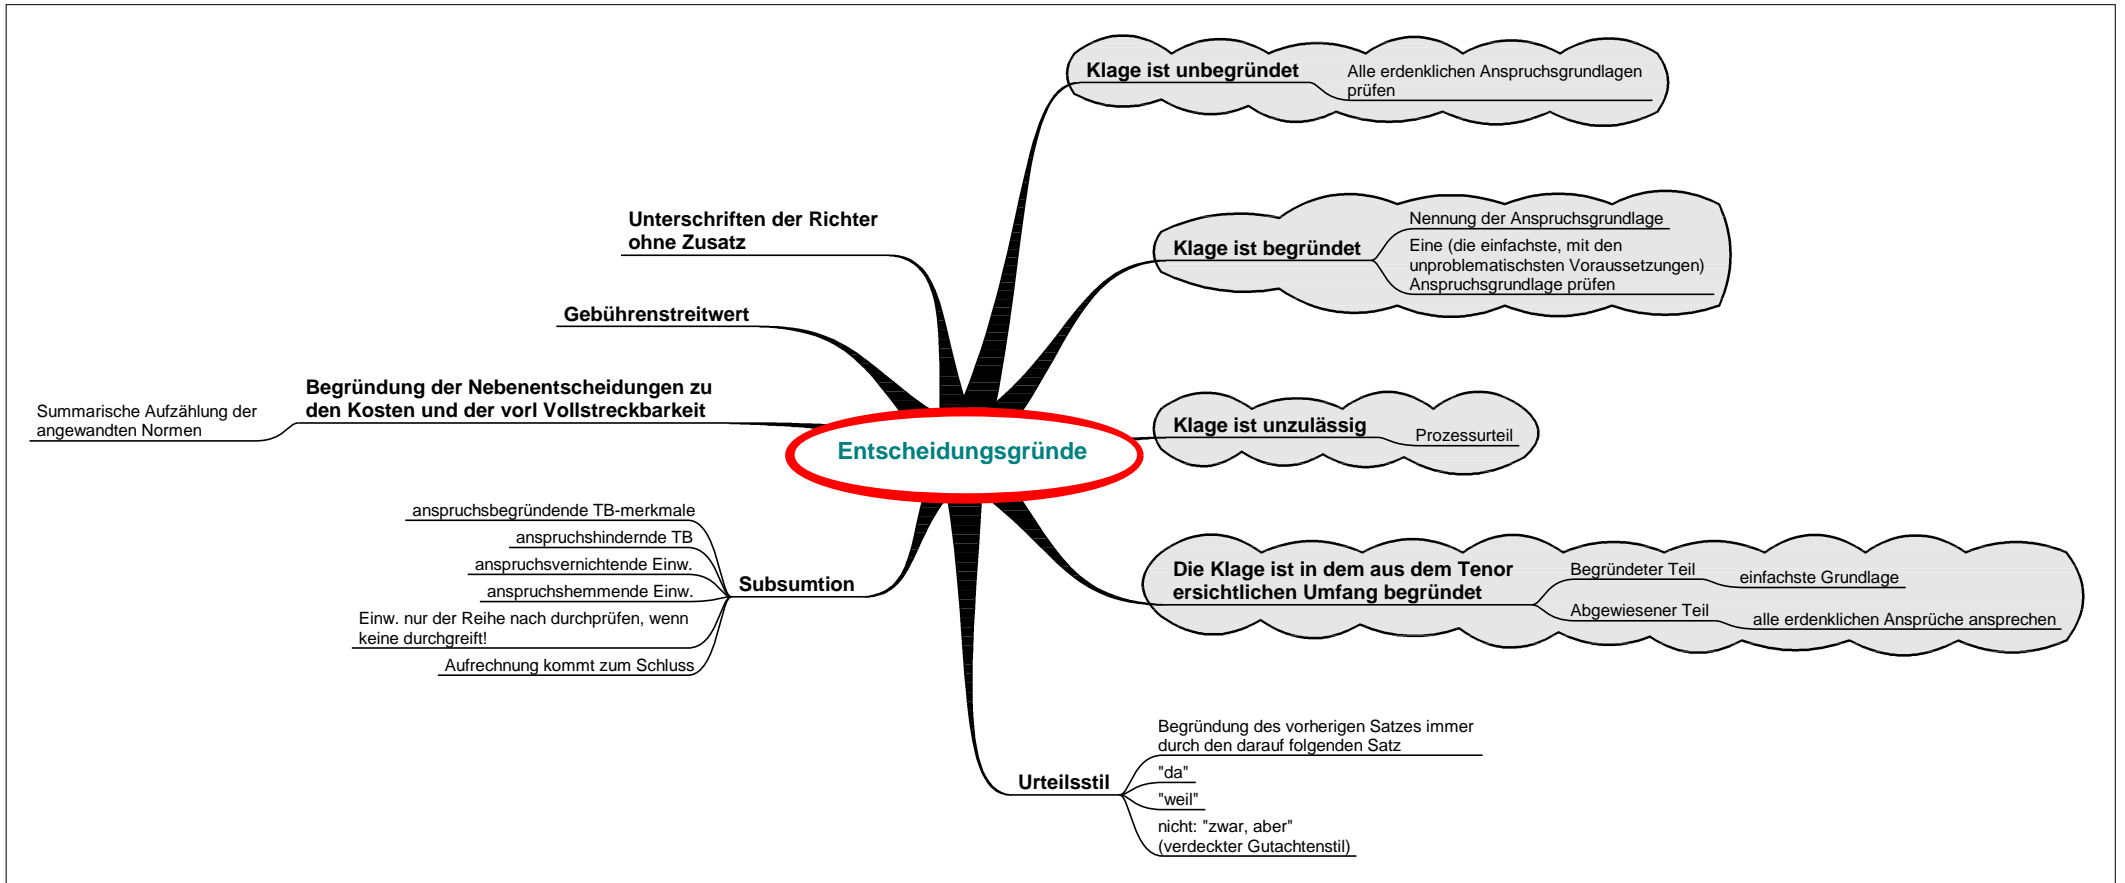 Entscheidungsgründe
Klage ist unbegründet
Alle erdenklichen Anspruchsgrundlagen
prüfen
Klage ist begründet
Nennung der Anspruchsgrundlage
Eine (die einfachste, mit den
unproblematischsten Voraussetzungen)
Anspruchsgrundlage prüfen
Klage ist unzulässig
Prozessurteil
Die Klage ist in dem aus dem Tenor
ersichtlichen Umfang begründet
Begründeter Teil
einfachste Grundlage
Abgewiesener Teil
alle erdenklichen Ansprüche ansprechen
Urteilsstil
Begründung des vorherigen Satzes immer
durch den darauf folgenden Satz
"da"
"weil"
nicht: "zwar, aber"
(verdeckter Gutachtenstil)
Subsumtion
anspruchsbegründende TB-merkmale
anspruchshindernde TB
anspruchsvernichtende Einw.
anspruchshemmende Einw.
Einw. nur der Reihe nach durchprüfen, wenn
keine durchgreift!
Aufrechnung kommt zum Schluss
Begründung der Nebenentscheidungen zu
den Kosten und der vorl Vollstreckbarkeit
Summarische Aufzählung der
angewandten Normen
Gebührenstreitwert
Unterschriften der Richter
ohne Zusatz